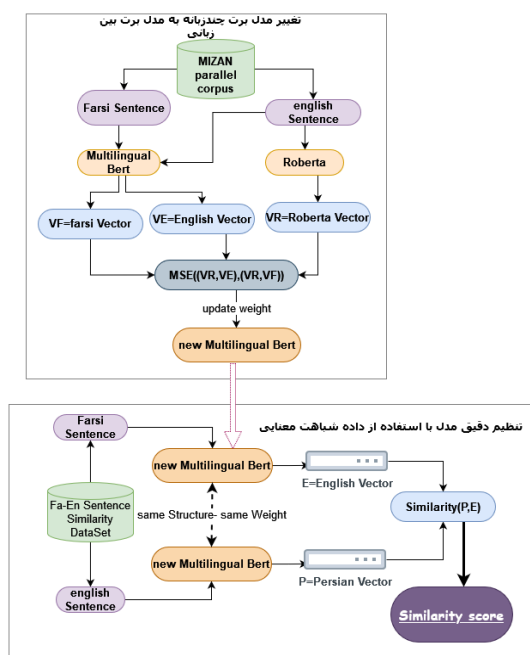 تغییر مدل برت چندزبانه به مدل برت بین
زبانی
MIZAN
parallel
corpus
Farsi Sentence
english
Sentence
Multilingual
Bert
Roberta
VF=farsi Vector
VE=English Vector
VR=Roberta Vector
MSE((VR,VE),(VR,VF))
update weight
new Multilingual Bert
تنظیم دقیق مدل با استفاده از داده شباهت معنایی
Farsi
Sentence
new Multilingual Bert
E=English Vector
Fa-En Sentence
Similarity
DataSet
same Structure- same Weight
Similarity(P,E)
new Multilingual Bert
P=Persian Vector
english
Sentence
Similarity score